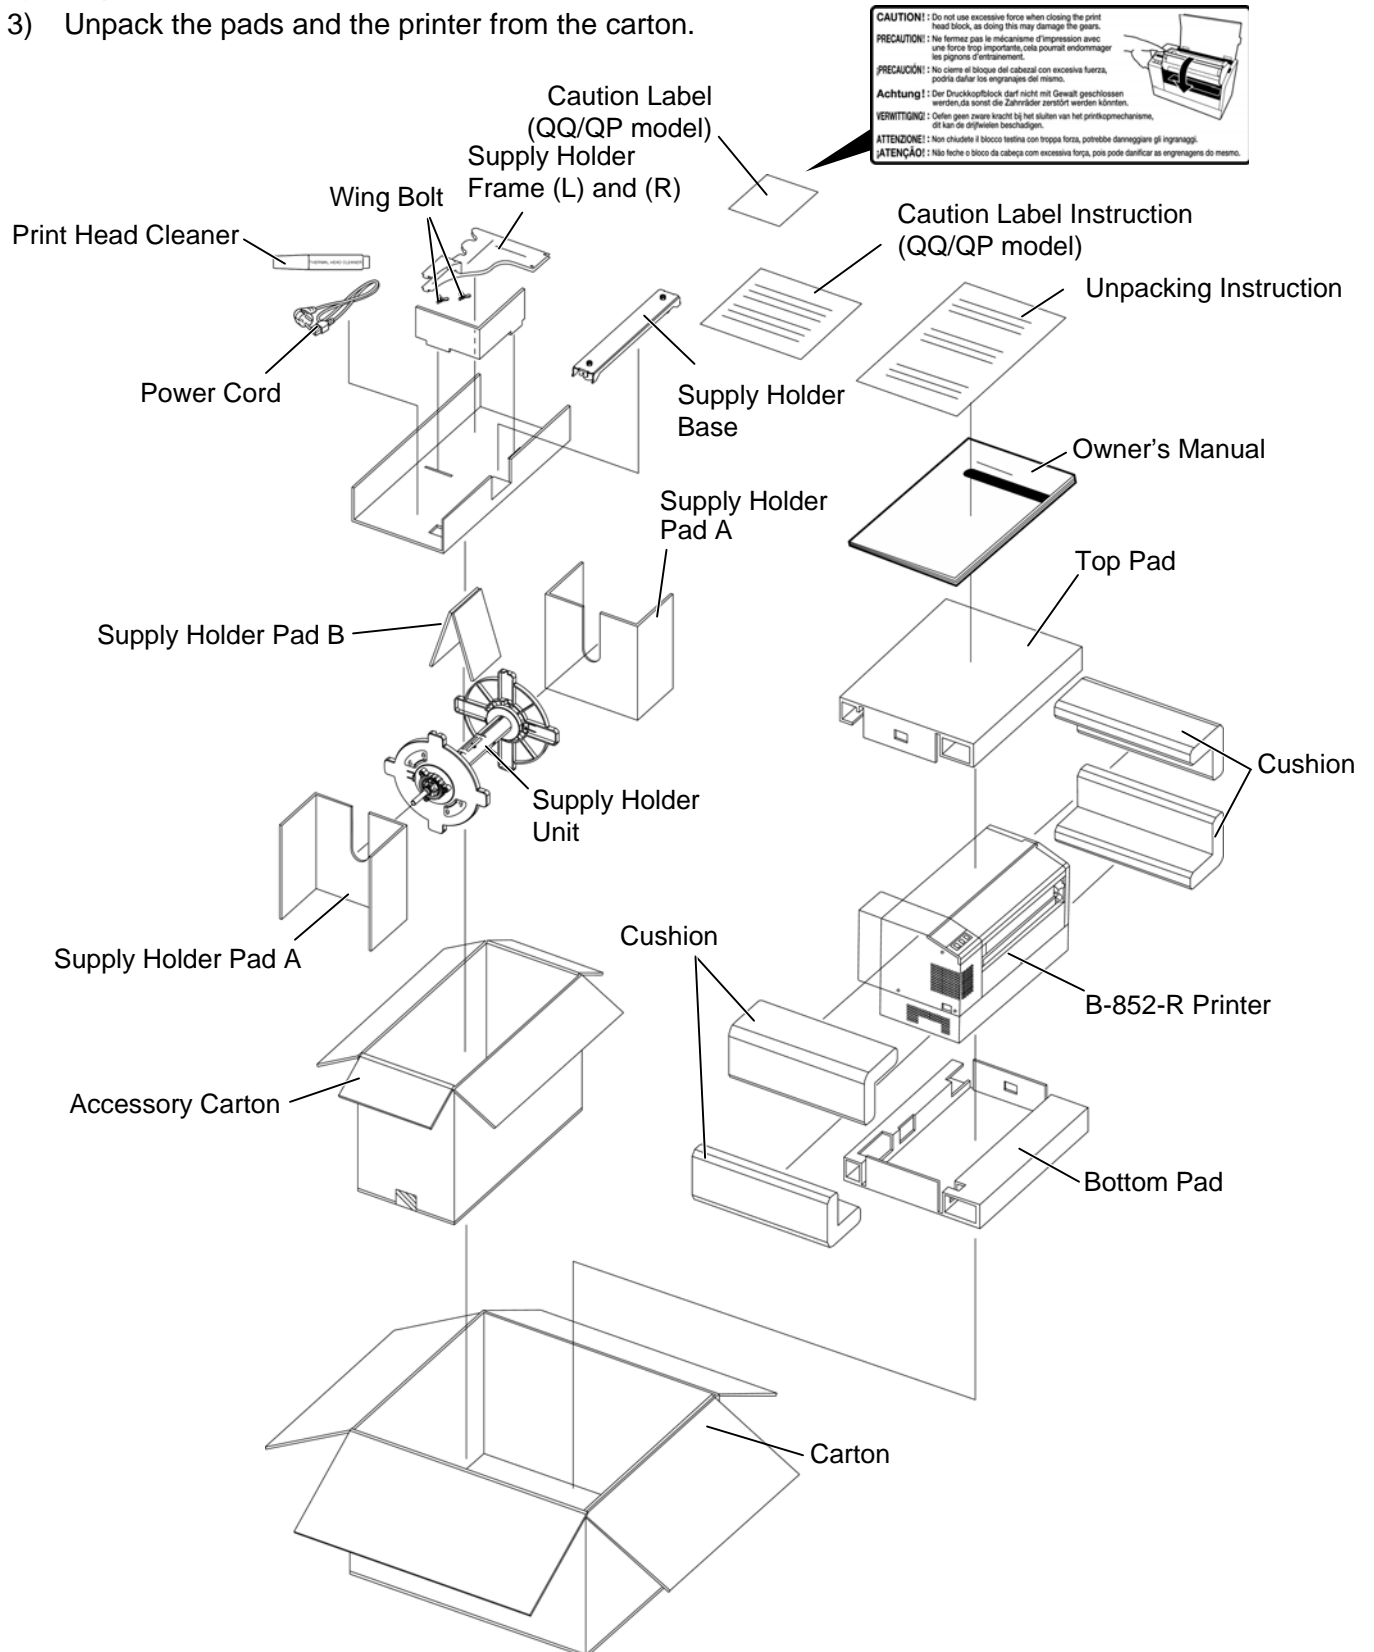 3) Unpack the pads and the printer from the carton.
CAUTION! : Do not use excessive force when closing the print
head block, as doing this may damage the gears.
PRECAUTION! : Ne fermez pas le mécanisme d'impression avec
une force trop importante,cela pourrait endommager
les pignons d'entrainement.
¡PRECAUCIÓN! : No cierre el bloque del cabezal con excesiva fuerza,
podría dañar los engranajes del mismo.
Achtung! : Der Druckkopfblock darf nicht mit Gewalt geschlossen
werden,da sonst die Zahnräder zerstört werden könnten.
VERWITTIGING! : Oefen geen zware kracht bij het sluiten van het printkopmechanisme,
dit kan de drijfwielen beschadigen.
ATTENZIONE! : Non chiudete il blocco testina con troppa forza, potrebbe danneggiare gli ingranaggi.
¡ATENÇÃO! : Não feche o bloco da cabeça com excessiva força, pois pode danificar as engrenagens do mesmo.
Caution Label
(QQ/QP model)
Supply Holder
Frame (L) and (R)
Wing Bolt
Print Head Cleaner
THERMAL HEAD CLEANER
Caution Label Instruction
(QQ/QP model)
Unpacking Instruction
Power Cord
Supply Holder
Base
Owner's Manual
Supply Holder
Pad A
Top Pad
Supply Holder Pad B
Cushion
Supply Holder
Unit
Supply Holder Pad A
Cushion
B-852-R Printer
Accessory Carton
Bottom Pad
Carton